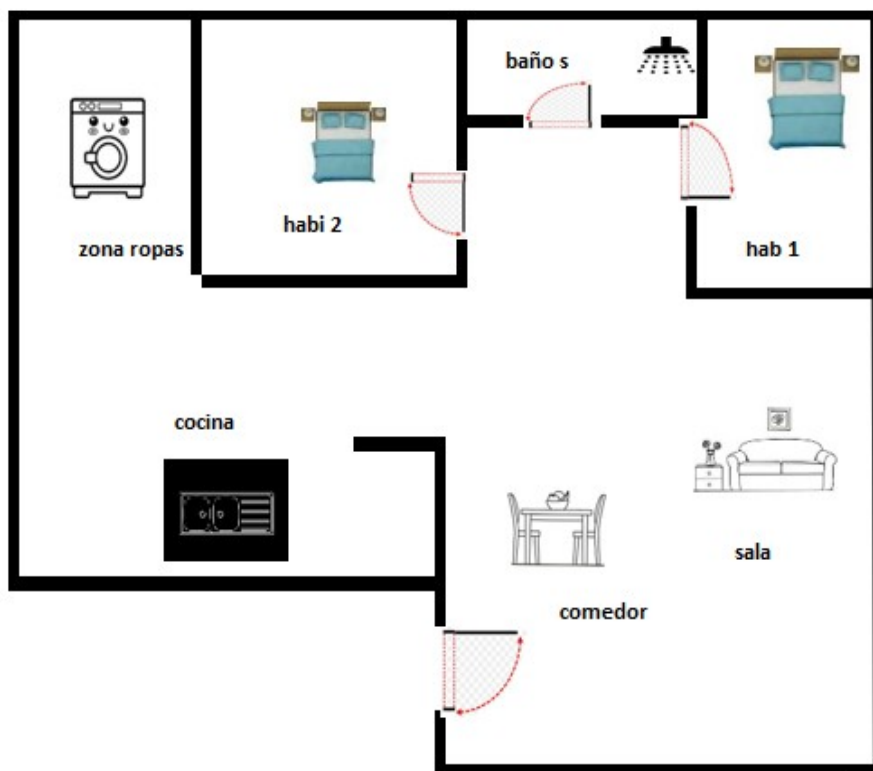 baño s
habi 2
zona ropas
hab 1
cocina
sala
comedor